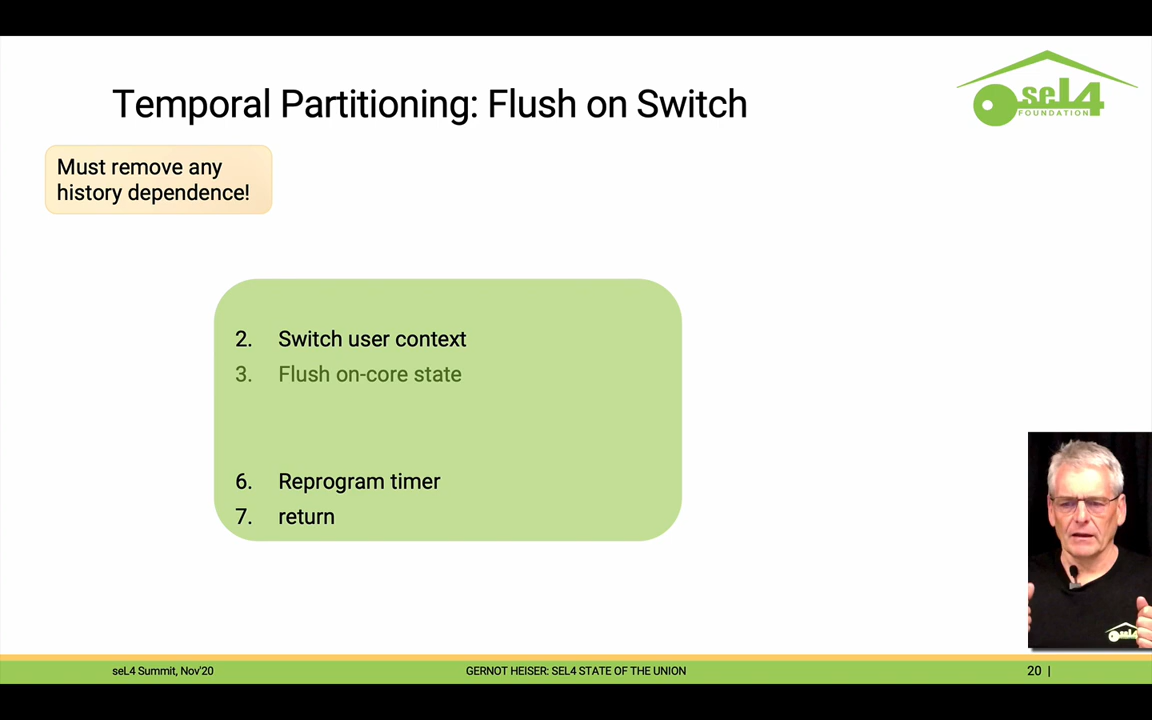 Temporal Partitioning: Flush on Switch
seL4
FOUNDATION
Must remove any
history dependence!
2. Switch user context
3. Flush on-core state
6. Reprogram timer
7. return
seL4
seL4 Summit, Nov'20 GERNOT HEISER: SEL4 STATE OF THE UNION 20 |